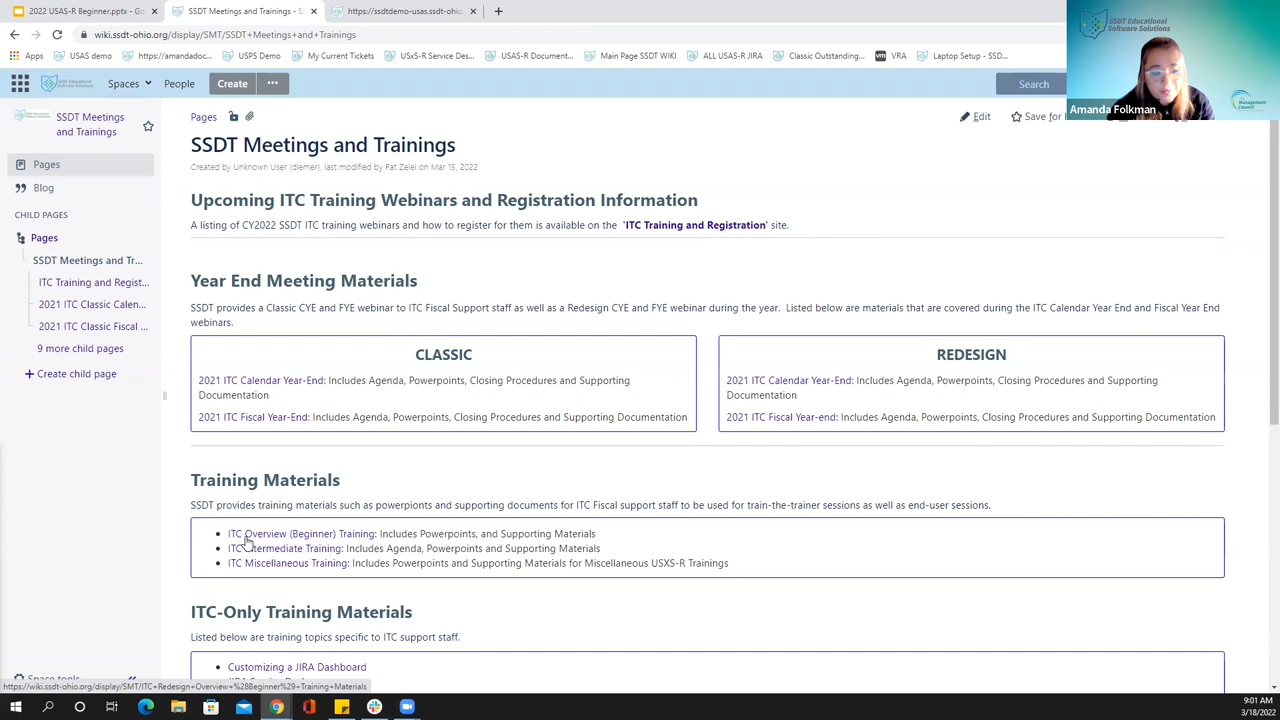 2022 USAS-R Beginner.pptx - Go
SSDT Meetings and Trainings - S
https://ssdtdemo-usas.ssdt-ohio
wiki.ssdt-ohio.org/display/SMT/SSDT+Meetings+and+Trainings
Apps USAS demo https://amandadoc... USPS Demo My Current Tickets USxS-R Service Des... USAS-R Document... Main Page SSDT WIKI ALL USAS-R JIRA Classic Outstanding... VRA Laptop Setup - SSD...
SSDT Educational
Software Solutions
Management
Council
Amanda Folkman
Spaces People Create ••• Search
SSDT Meetings
and Trainings
Pages
Blog
CHILD PAGES
Pages
SSDT Meetings and Tr...
ITC Training and Regist...
2021 ITC Classic Calen...
2021 ITC Classic Fiscal ...
9 more child pages
+ Create child page
Space tools
Pages
Edit
Save for
SSDT Meetings and Trainings
Created by Unknown User (diemer), last modified by Pat Zelei on Mar 15, 2022
Upcoming ITC Training Webinars and Registration Information
A listing of CY2022 SSDT ITC training webinars and how to register for them is available on the 'ITC Training and Registration' site.
Year End Meeting Materials
SSDT provides a Classic CYE and FYE webinar to ITC Fiscal Support staff as well as a Redesign CYE and FYE webinar during the year. Listed below are materials that are covered during the ITC Calendar Year End and Fiscal Year End
webinars.
CLASSIC
2021 ITC Calendar Year-End: Includes Agenda, Powerpoints, Closing Procedures and Supporting
Documentation
2021 ITC Fiscal Year-End: Includes Agenda, Powerpoints, Closing Procedures and Supporting Documentation
REDESIGN
2021 ITC Calendar Year-End: Includes Agenda, Powerpoints, Closing Procedures and Supporting
Documentation
2021 ITC Fiscal Year-end: Includes Agenda, Powerpoints, Closing Procedures and Supporting Documentation
Training Materials
SSDT provides training materials such as powerpionts and supporting documents for ITC Fiscal support staff to be used for train-the-trainer sessions as well as end-user sessions.
• ITC Overview (Beginner) Training: Includes Powerpoints, and Supporting Materials
• ITC Intermediate Training: Includes Agenda, Powerpoints and Supporting Materials
• ITC Miscellaneous Training: Includes Powerpoints and Supporting Materials for Miscellaneous USXS-R Trainings
ITC-Only Training Materials
Listed below are training topics specific to ITC support staff.
• Customizing a JIRA Dashboard
https://wiki.ssdt-ohio.org/display/SMT/ITC+Redesign+Overview+%28Beginner%29+Training+Materials
9:01 AM
3/18/2022